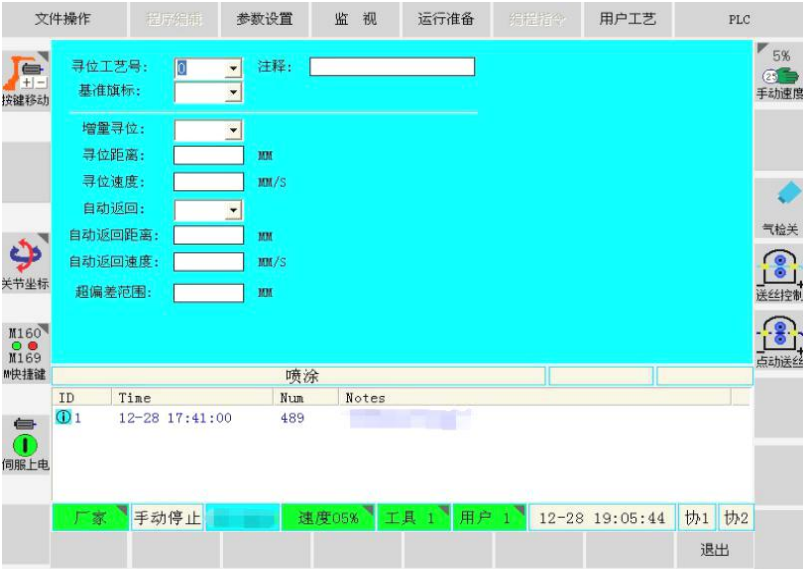 文件操作 程序编辑 参数设置 监 视 运行准备 编程指令 用户工艺 PLC
寻位工艺号: 0 注释:
基准旗标:
增量寻位:
寻位距离: MM
寻位速度: MM/S
自动返回:
自动返回距离: MM
自动返回速度: MM/S
超偏差范围: MM
+ -
按键移动
关节坐标
M160
M169
M快捷键
伺服上电
5%
25
手动速度
气检关
送丝控制
点动送丝
喷涂
ID Time Num Notes
1 12-28 17:41:00 489
厂家 手动停止 速度05% 工具 1 用户 1 12-28 19:05:44 协1 协2
退出